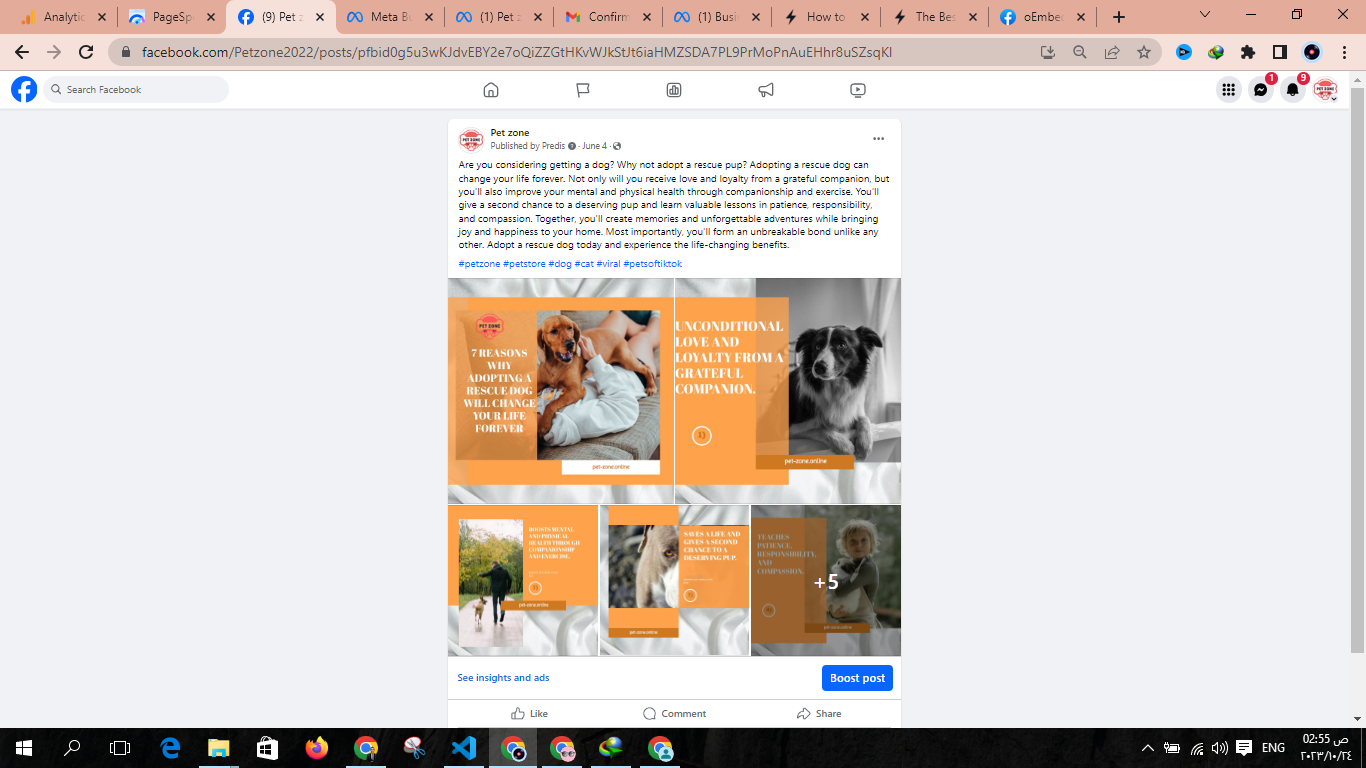 Analytic
PageSpe
(9) Pet z
Meta Bu
(1) Pet z
Confirm
(1) Busi
How to
The Bes
oEmbed
facebook.com/Petzone2022/posts/pfbid0g5u3wKJdvEBY2e7oQiZZGtHKvWJkStJt6iaHMZSDA7PL9PrMoPnAuEHhr8uSZsqKl
Search Facebook
1
9
Pet zone
Published by Predis · June 4 ·
Are you considering getting a dog? Why not adopt a rescue pup? Adopting a rescue dog can
change your life forever. Not only will you receive love and loyalty from a grateful companion, but
you'll also improve your mental and physical health through companionship and exercise. You'll
give a second chance to a deserving pup and learn valuable lessons in patience, responsibility,
and compassion. Together, you'll create memories and unforgettable adventures while bringing
joy and happiness to your home. Most importantly, you'll form an unbreakable bond unlike any
other. Adopt a rescue dog today and experience the life-changing benefits.
#petzone #petstore #dog #cat #viral #petsoftiktok
PET ZONE
7 REASONS
WHY
ADOPTING A
RESCUE DOG
WILL CHANGE
YOUR LIFE
FOREVER
pet-zone.online
UNCONDITIONAL
LOVE AND
LOYALTY FROM A
GRATEFUL
COMPANION.
pet-zone.online
BOOSTS MENTAL
AND PHYSICAL
HEALTH THROUGH
COMPANIONSHIP
AND EXERCISE.
pet-zone.online
SAVES A LIFE AND
GIVES A SECOND
CHANCE TO A
DESERVING PUP.
pet-zone.online
TEACHES
PATIENCE,
RESPONSIBILITY,
AND
COMPASSION.
pet-zone.online
+5
See insights and ads
Boost post
Like
Comment
Share
ENG
02:55 ص
٢٠٢٣/١٠/٢٤